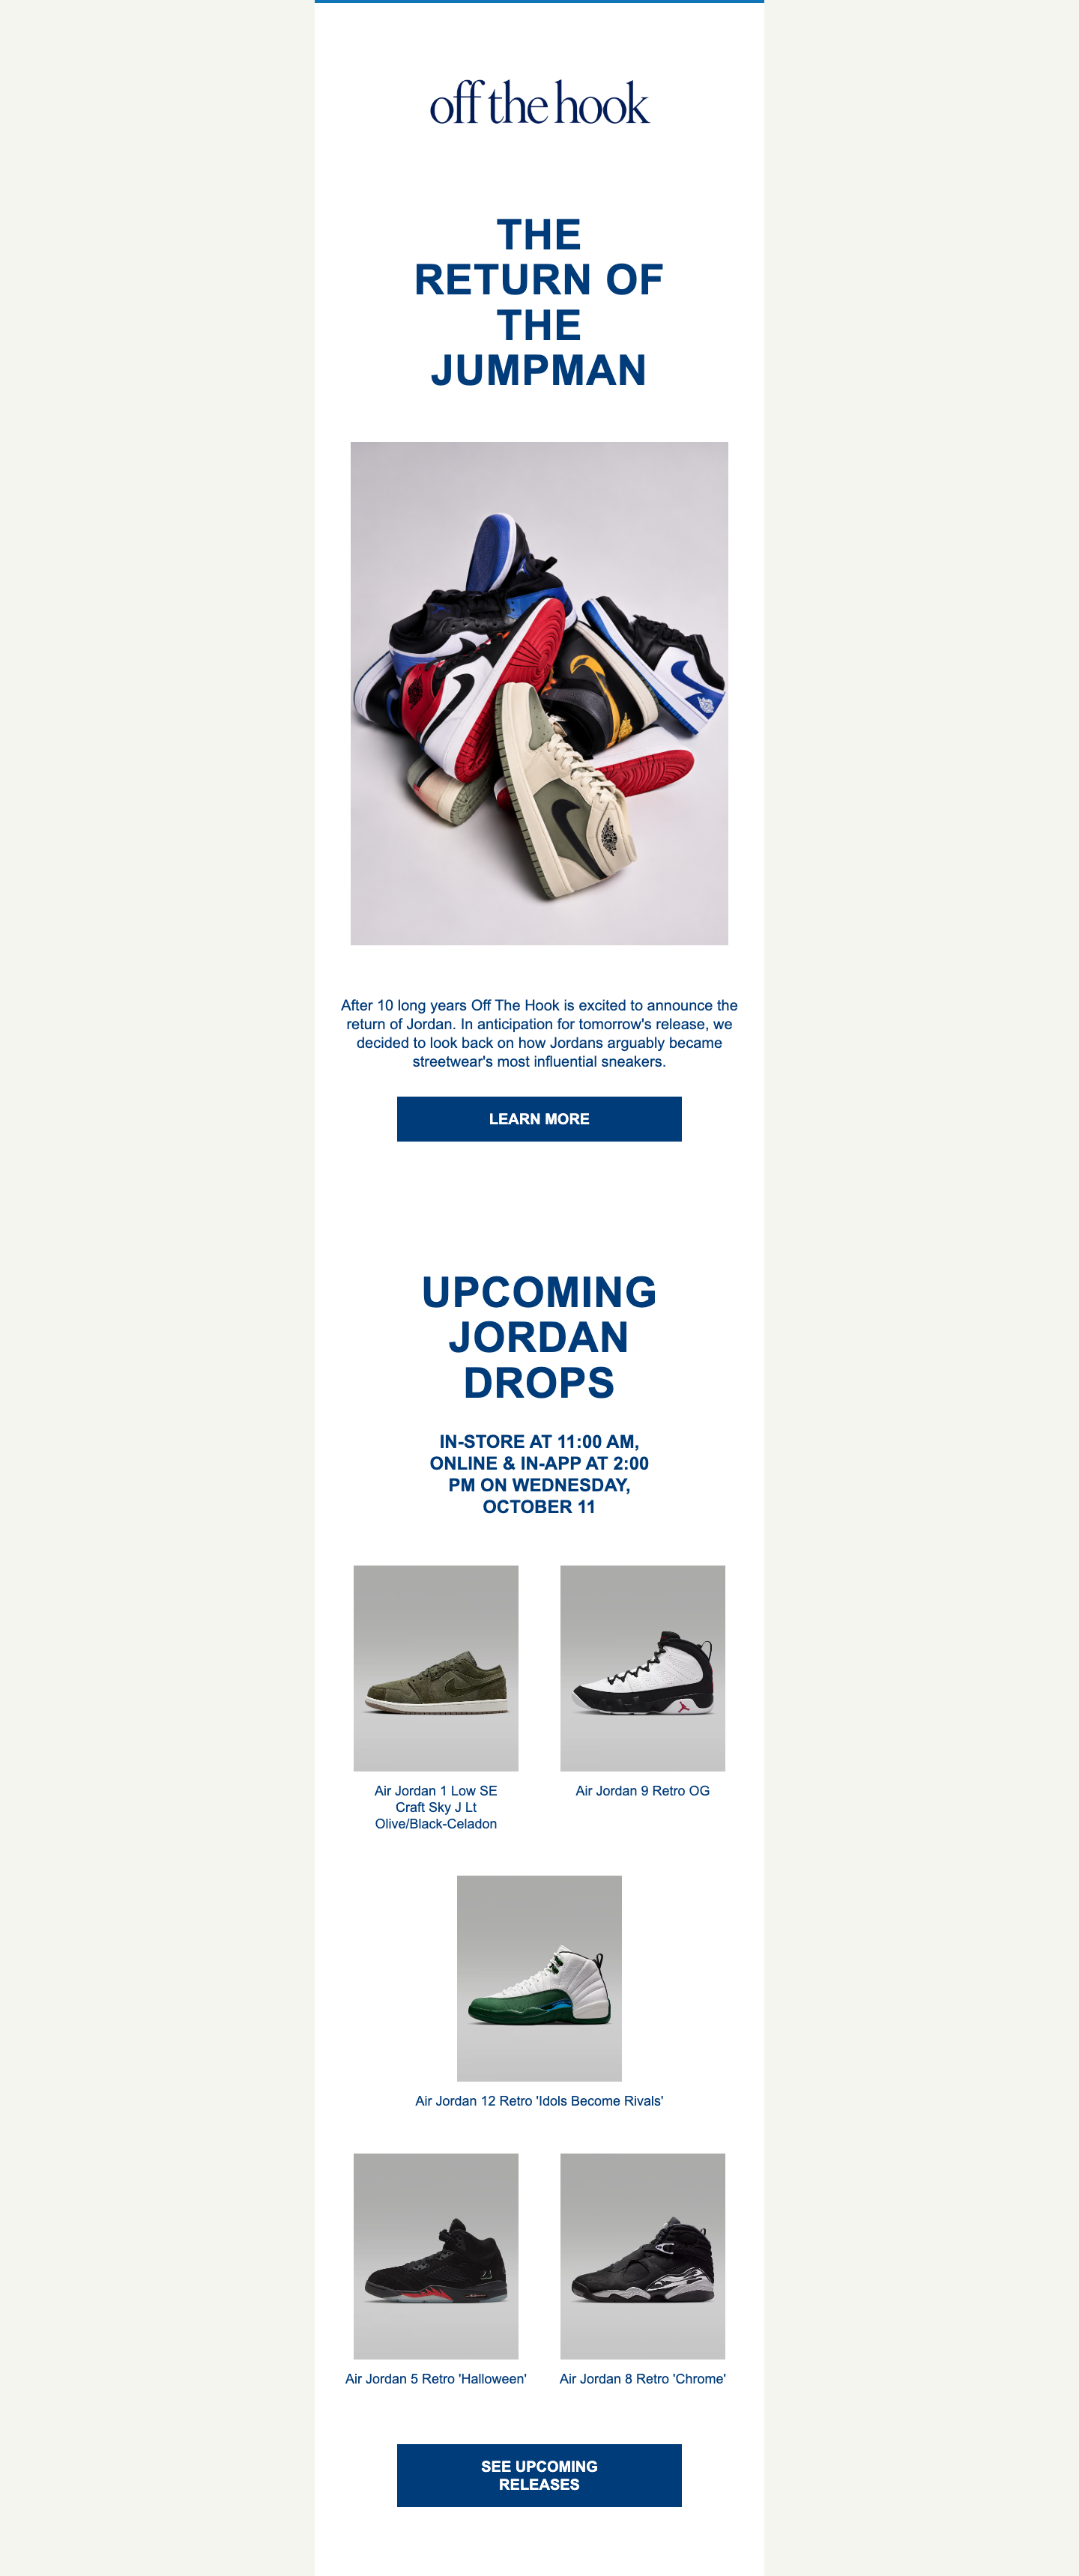 off the hook
THE
RETURN OF
THE
JUMPMAN
After 10 long years Off The Hook is excited to announce the
return of Jordan. In anticipation for tomorrow's release, we
decided to look back on how Jordans arguably became
streetwear's most influential sneakers.
LEARN MORE
UPCOMING
JORDAN
DROPS
IN-STORE AT 11:00 AM,
ONLINE & IN-APP AT 2:00
PM ON WEDNESDAY,
OCTOBER 11
Air Jordan 1 Low SE
Craft Sky J Lt
Olive/Black-Celadon
Air Jordan 9 Retro OG
Air Jordan 12 Retro 'Idols Become Rivals'
Air Jordan 5 Retro 'Halloween'
Air Jordan 8 Retro 'Chrome'
SEE UPCOMING
RELEASES